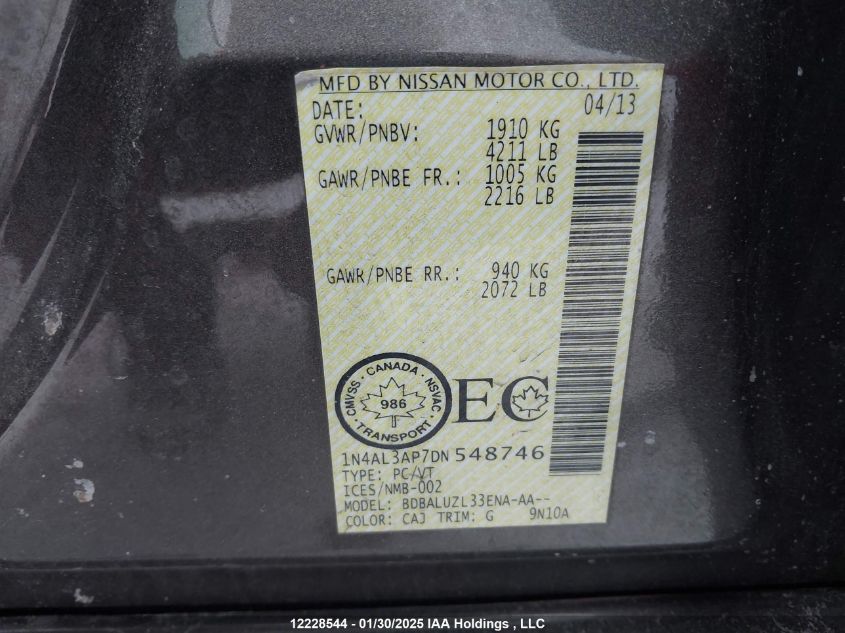 MFD BY NISSAN MOTOR CO., LTD.
DATE: 04/13
GVWR/PNBV: 1910 KG
4211 LB
GAWR/PNBE FR.: 1005 KG
2216 LB
GAWR/PNBE RR.: 940 KG
2072 LB
CMVSS · CANADA · NSVAC
986
TRANSPORT
EC
1N4AL3AP7DN548746
TYPE: PC/VT
ICES/NMB-002
MODEL: BDBALUZL33ENA-AA--
COLOR: CAJ TRIM: G 9N10A
12228544 - 01/30/2025 IAA Holdings , LLC